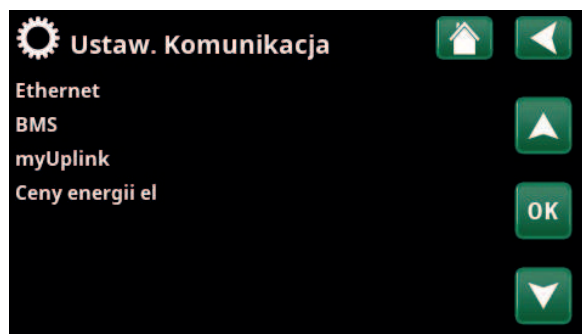 Ustaw. Komunikacja
Ethernet
BMS
myUplink
Ceny energii el
OK